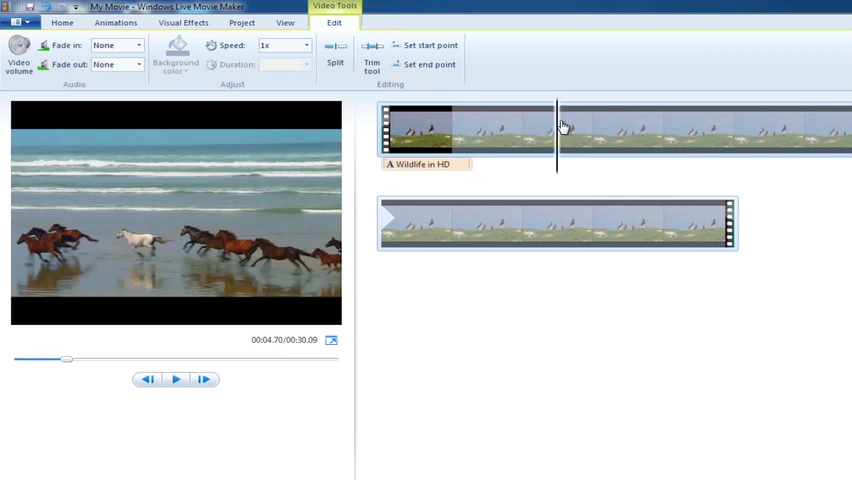 My Movie - Windows Live Movie Maker
Video Tools
Home Animations Visual Effects Project View Edit
Fade in: None
Fade out: None
Video volume
Audio
Background color
Speed: 1x
Duration:
Adjust
Split
Trim tool
Set start point
Set end point
Editing
A Wildlife in HD
00:04.70/00:30.09